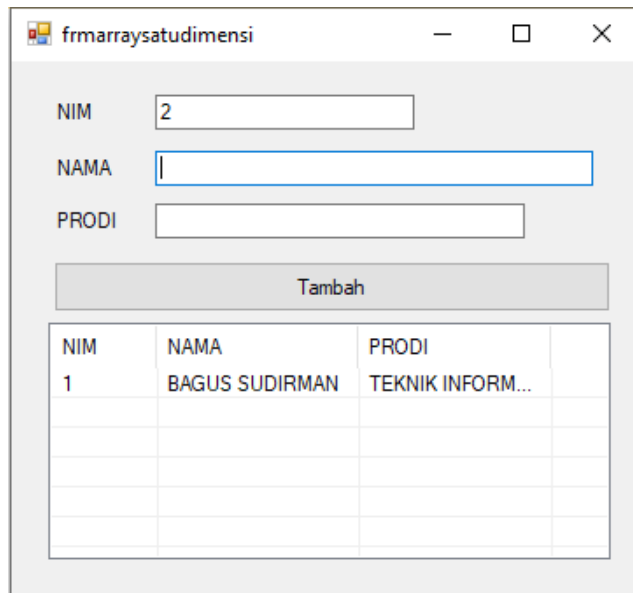 frmarraysatudimensi
NIM 2
NAMA
PRODI
Tambah
NIM NAMA PRODI
1 BAGUS SUDIRMAN TEKNIK INFORM...